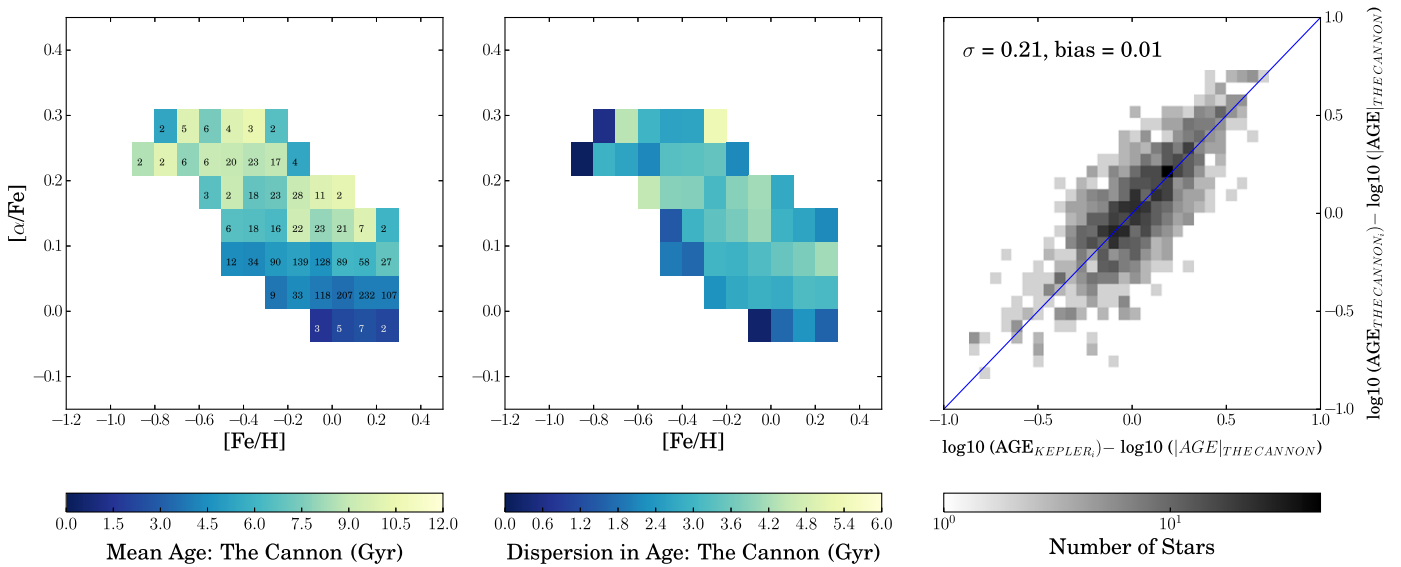 0.4
0.3
0.2
0.1
0.0
−0.1
[α/Fe]
2 5 6 4 3 2
2 2 6 6 20 23 17 4
3 2 18 23 28 11 2
6 18 16 22 23 21 7 2
12 34 90 139 128 89 58 27
9 33 118 207 232 107
3 5 7 2
−1.2 −1.0 −0.8 −0.6 −0.4 −0.2 0.0 0.2 0.4
[Fe/H]
0.0 1.5 3.0 4.5 6.0 7.5 9.0 10.5 12.0
Mean Age: The Cannon (Gyr)
0.4
0.3
0.2
0.1
0.0
−0.1
−1.2 −1.0 −0.8 −0.6 −0.4 −0.2 0.0 0.2 0.4
[Fe/H]
0.0 0.6 1.2 1.8 2.4 3.0 3.6 4.2 4.8 5.4 6.0
Dispersion in Age: The Cannon (Gyr)
σ = 0.21, bias = 0.01
1.0
0.5
0.0
−0.5
−1.0
log10 (AGE_{THECANNON_i})− log10 (|AGE|_{THECANNON})
−1.0 −0.5 0.0 0.5 1.0
log10 (AGE_{KEPLER_i})− log10 (|AGE|_{THECANNON})
10^0 10^1
Number of Stars